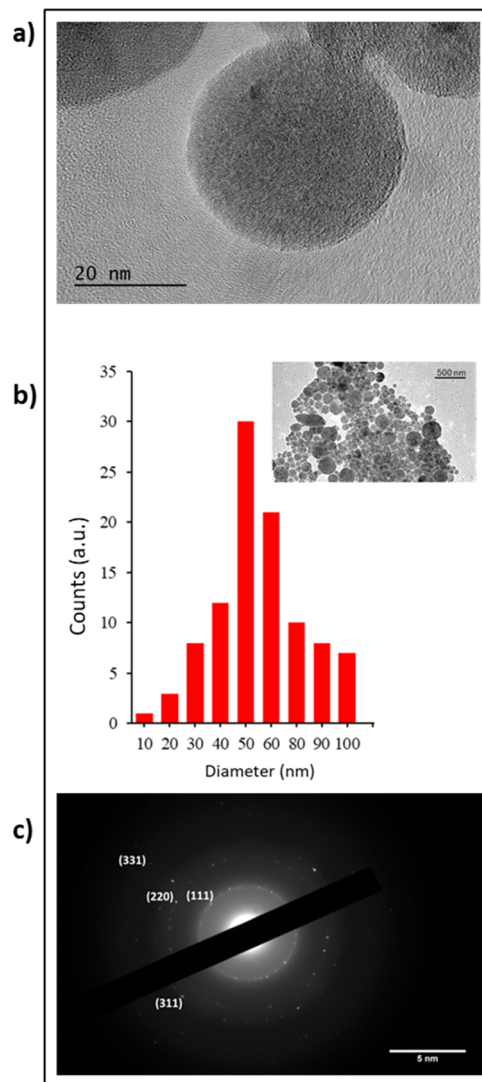 a)
20 nm
b)
500 nm
35
30
25
20
15
10
5
0
Counts (a.u.)
10 20 30 40 50 60 80 90 100
Diameter (nm)
c)
(331)
(220) (111)
(311)
5 nm